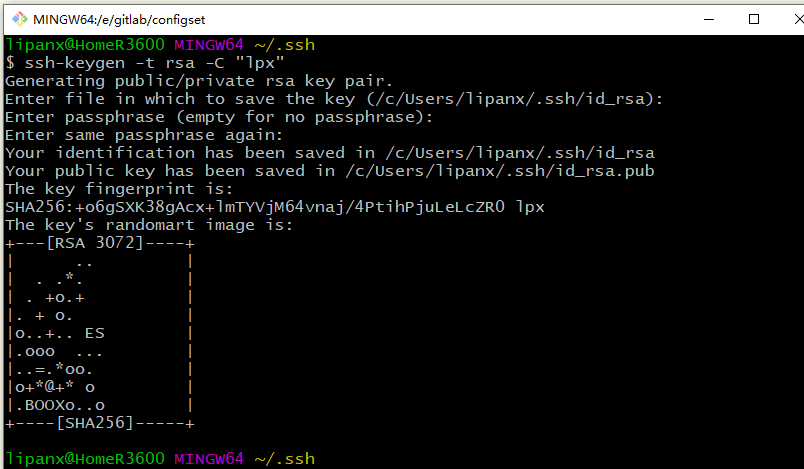 MINGW64:/e/gitlab/configset
lipanx@HomeR3600 MINGW64 ~/.ssh
$ ssh-keygen -t rsa -C "lpx"
Generating public/private rsa key pair.
Enter file in which to save the key (/c/Users/lipanx/.ssh/id_rsa):
Enter passphrase (empty for no passphrase):
Enter same passphrase again:
Your identification has been saved in /c/Users/lipanx/.ssh/id_rsa
Your public key has been saved in /c/Users/lipanx/.ssh/id_rsa.pub
The key fingerprint is:
SHA256:+o6gSXK38gAcx+lmTYVjM64vnaj/4PtihPjuLeLcZR0 lpx
The key's randomart image is:
+---[RSA 3072]----+
|      ..         |
|  . .*.          |
| . +o.+          |
|. + o.           |
|o..+.. ES        |
|.ooo  ...        |
|..=.*oo.         |
|o+*@+* o         |
|.BOOXo..o        |
+----[SHA256]-----+
lipanx@HomeR3600 MINGW64 ~/.ssh